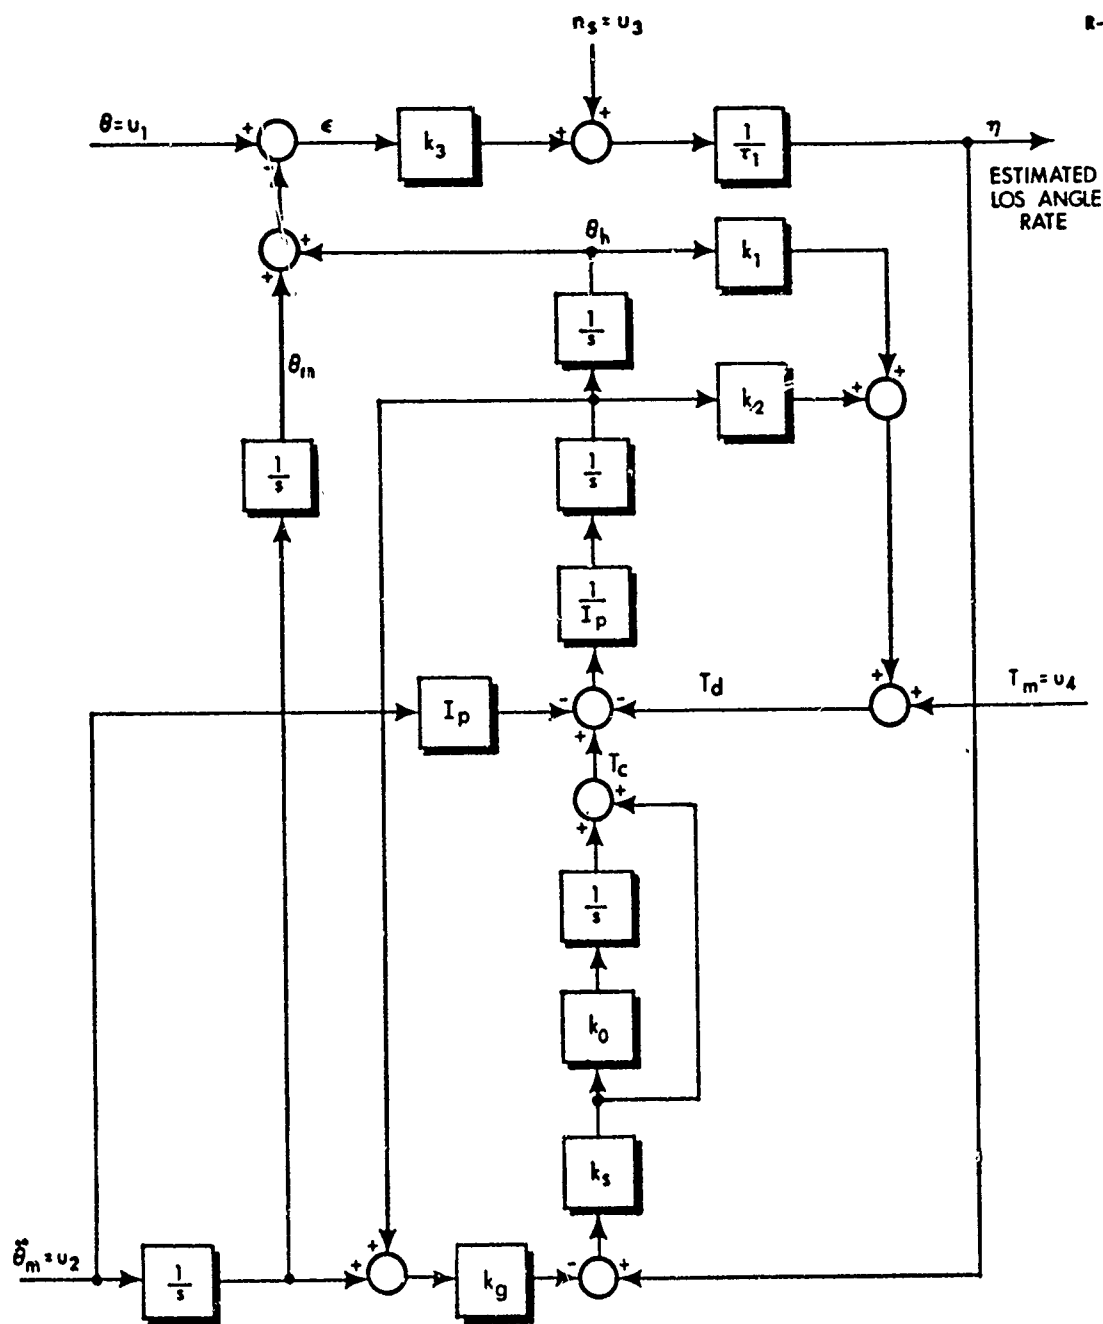 n_s = u_3
R-
θ = u_1
+
ε
k_3
+
+
1/τ_1
η
-
ESTIMATED
LOS ANGLE
RATE
+
θ_h
k_1
+
1/s
θ_m
+
+
k_2
1/s
1/s
1/I_p
I_p
-
-
T_d
+
+
T_m = u_4
+
T_c
+
+
1/s
k_0
k_s
θ̈_m = u_2
1/s
+
+
k_g
-
+